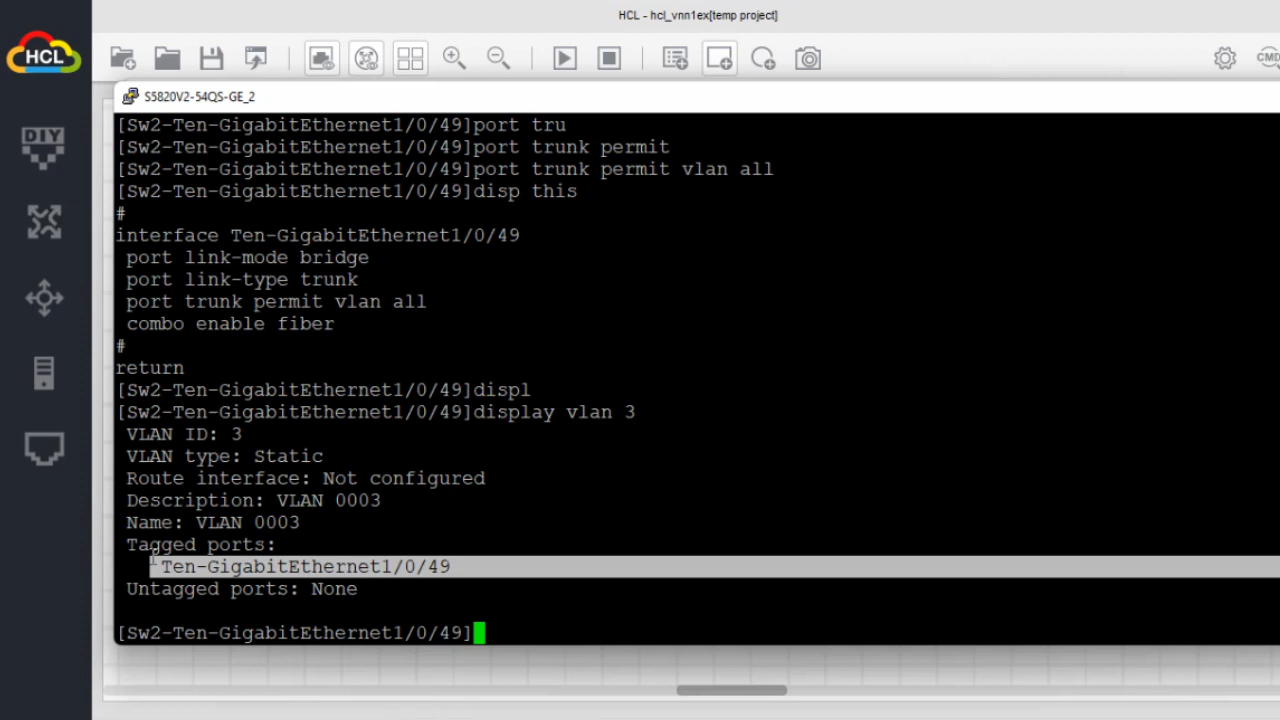 HCL - hcl_vnn1ex[temp project]
HCL
CMD
DIY
S5820V2-54QS-GE_2
[Sw2-Ten-GigabitEthernet1/0/49]port tru
[Sw2-Ten-GigabitEthernet1/0/49]port trunk permit
[Sw2-Ten-GigabitEthernet1/0/49]port trunk permit vlan all
[Sw2-Ten-GigabitEthernet1/0/49]disp this
#
interface Ten-GigabitEthernet1/0/49
port link-mode bridge
port link-type trunk
port trunk permit vlan all
combo enable fiber
#
return
[Sw2-Ten-GigabitEthernet1/0/49]displ
[Sw2-Ten-GigabitEthernet1/0/49]display vlan 3
VLAN ID: 3
VLAN type: Static
Route interface: Not configured
Description: VLAN 0003
Name: VLAN 0003
Tagged ports:
Ten-GigabitEthernet1/0/49
Untagged ports: None
[Sw2-Ten-GigabitEthernet1/0/49]